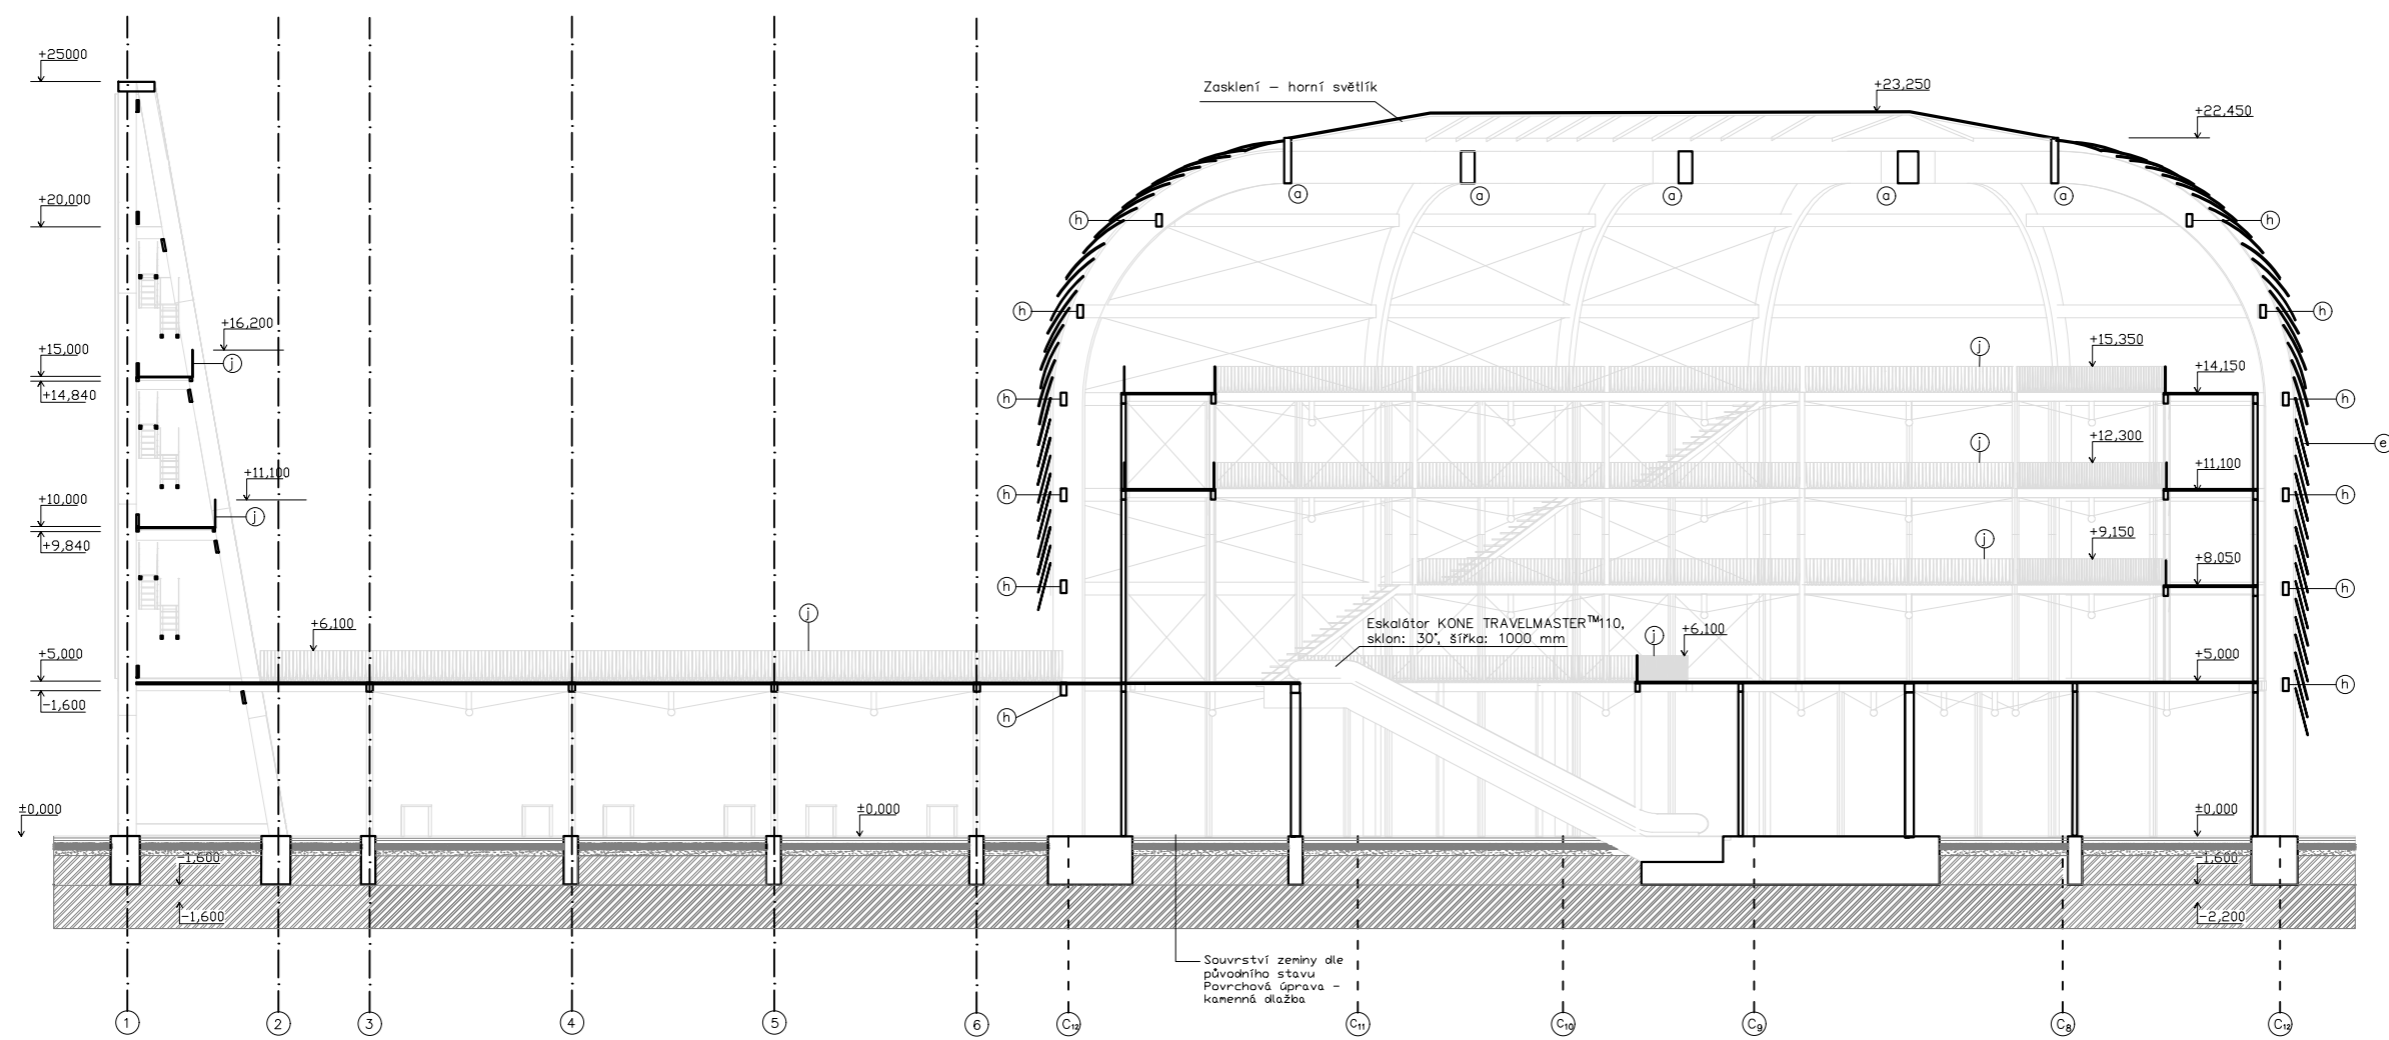 +25000
Zasklení – horní světlík
+23,250
+22,450
a
a
a
a
a
+20,000
h
h
h
h
+16,200
+15,000
j
+14,840
j
+15,350
+14,150
h
h
j
+12,300
+11,100
e
+11,100
+10,000
j
+9,840
h
h
j
+9,150
+8,050
h
h
j
+6,100
Eskalátor KONE TRAVELMASTER™110,
sklon: 30°, šířka: 1000 mm
j
+6,100
+5,000
-1,600
+5,000
h
h
±0,000
±0,000
±0,000
-1,600
-1,600
-1,600
-2,200
Souvrství zeminy dle
původního stavu
Povrchová úprava –
kamenná dlažba
1
2
3
4
5
6
C12
C11
C10
C9
C8
C12